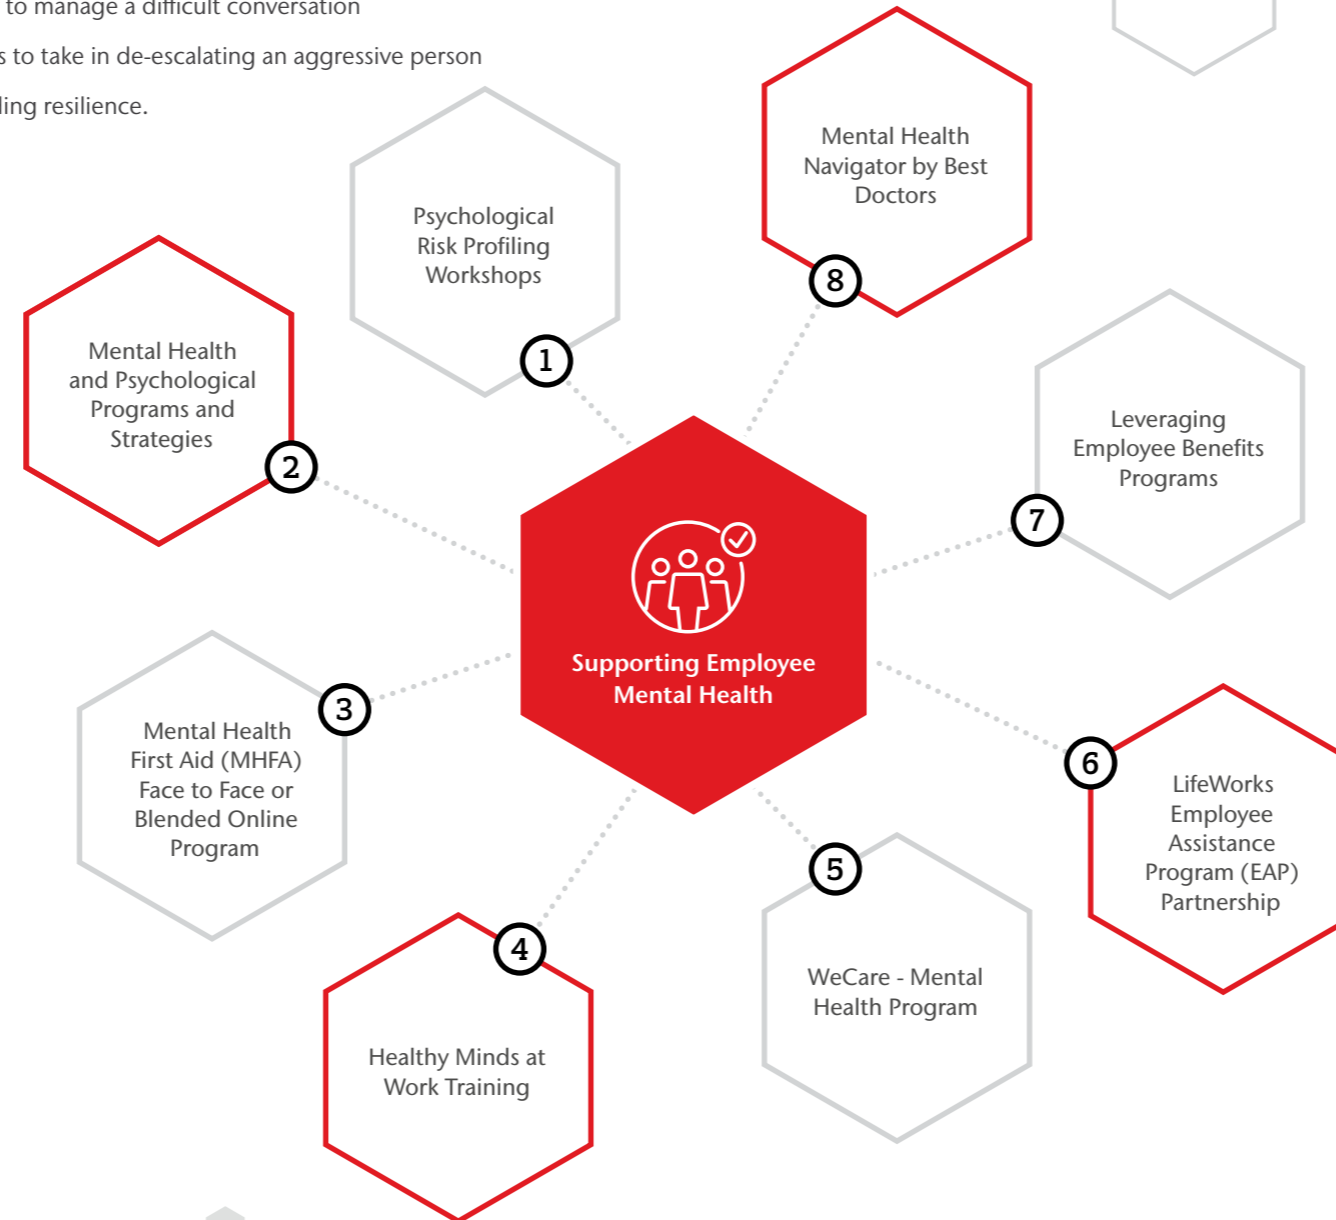 to manage a difficult conversation
to take in de-escalating an aggressive person
resilience.
1
Psychological
Risk Profiling
Workshops
2
Mental Health
and Psychological
Programs and
Strategies
3
Mental Health
First Aid (MHFA)
Face to Face or
Blended Online
Program
4
Healthy Minds at
Work Training
5
WeCare - Mental
Health Program
6
LifeWorks
Employee
Assistance
Program (EAP)
Partnership
7
Leveraging
Employee Benefits
Programs
8
Mental Health
Navigator by Best
Doctors
Supporting Employee
Mental Health